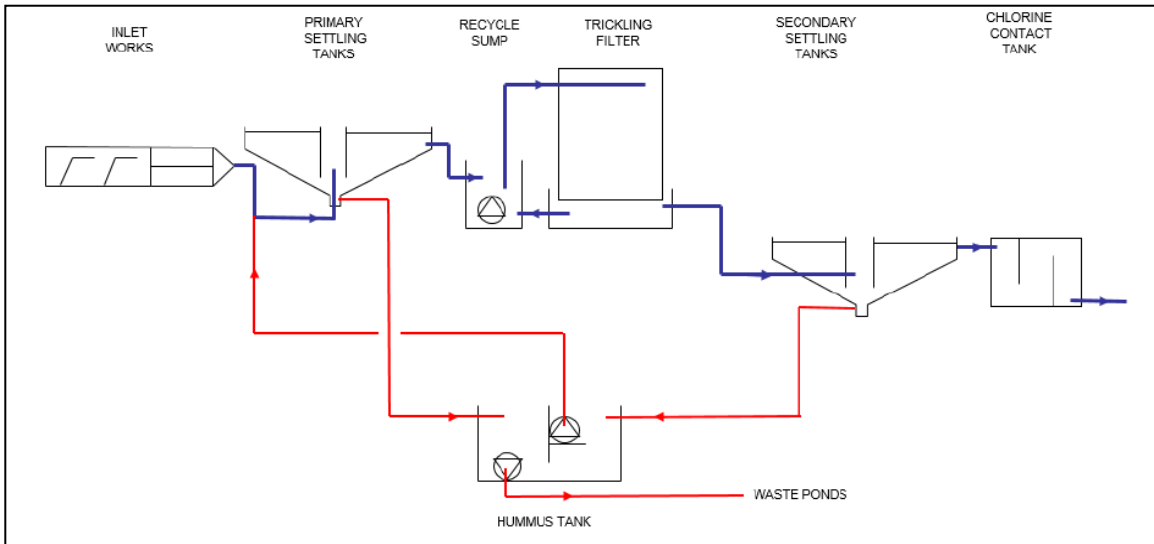 INLET
WORKS
PRIMARY
SETTLING
TANKS
RECYCLE
SUMP
TRICKLING
FILTER
SECONDARY
SETTLING
TANKS
CHLORINE
CONTACT
TANK
WASTE PONDS
HUMMUS TANK